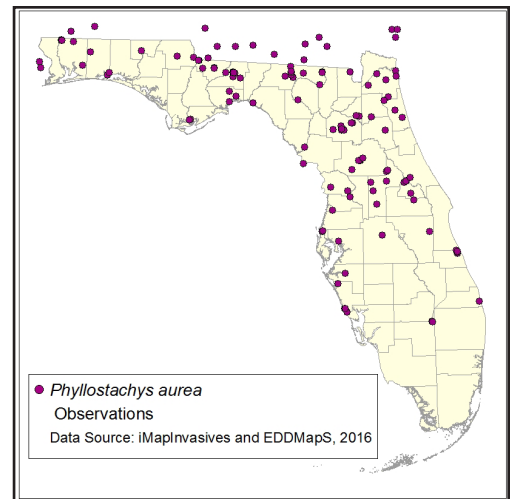 Phyllostachys aurea
Observations
Data Source: iMapInvasives and EDDMapS, 2016